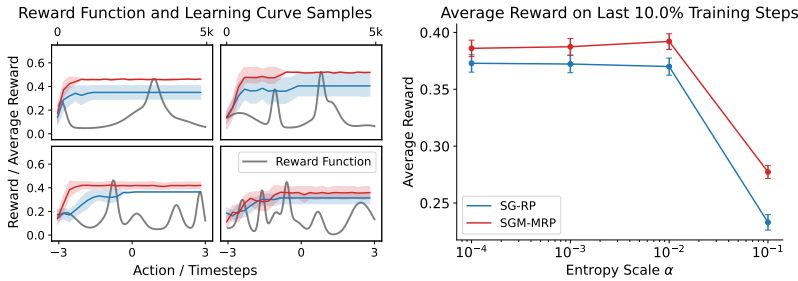 Reward Function and Learning Curve Samples
0 5k 0 5k
Reward / Average Reward
0.6
0.4
0.2
0.0
0.6
0.4
0.2
0.0
Reward Function
−3 0 3 −3 0 3
Action / Timesteps
Average Reward on Last 10.0% Training Steps
Average Reward
0.40
0.35
0.30
0.25
SG-RP
SGM-MRP
10⁻⁴ 10⁻³ 10⁻² 10⁻¹
Entropy Scale α